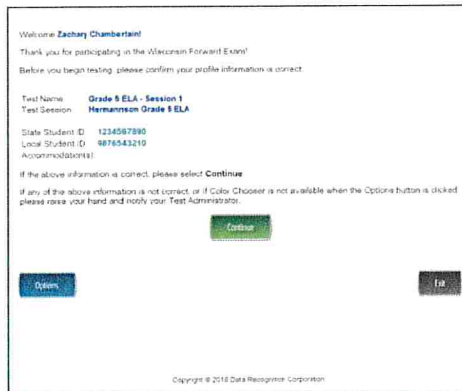 Welcome Zachary Chambertain!
Thank you for participating in the Wisconsin Forward Exam!
Before you begin testing, please confirm your profile information is correct.
Test Name Grade 5 ELA - Session 1
Test Session Hermannson Grade 5 ELA
State Student ID 1234567890
Local Student ID 9876543210
Accommodation(s)
If the above information is correct, please select Continue
If any of the above information is not correct, or if Color Chooser is not available when the Options button is clicked
please raise your hand and notify your Test Administrator.
Continue
Options
Exit
Copyright © 2018 Data Recognition Corporation